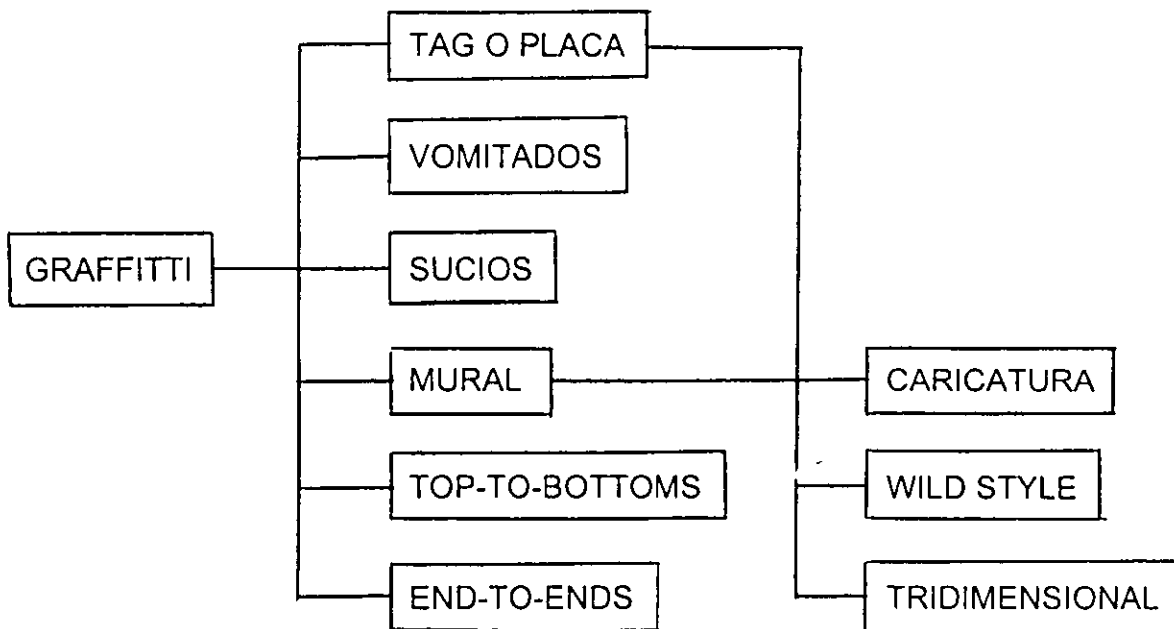 TAG O PLACA
VOMITADOS
GRAFFITTI
SUCIOS
MURAL
CARICATURA
TOP-TO-BOTTOMS
WILD STYLE
END-TO-ENDS
TRIDIMENSIONAL